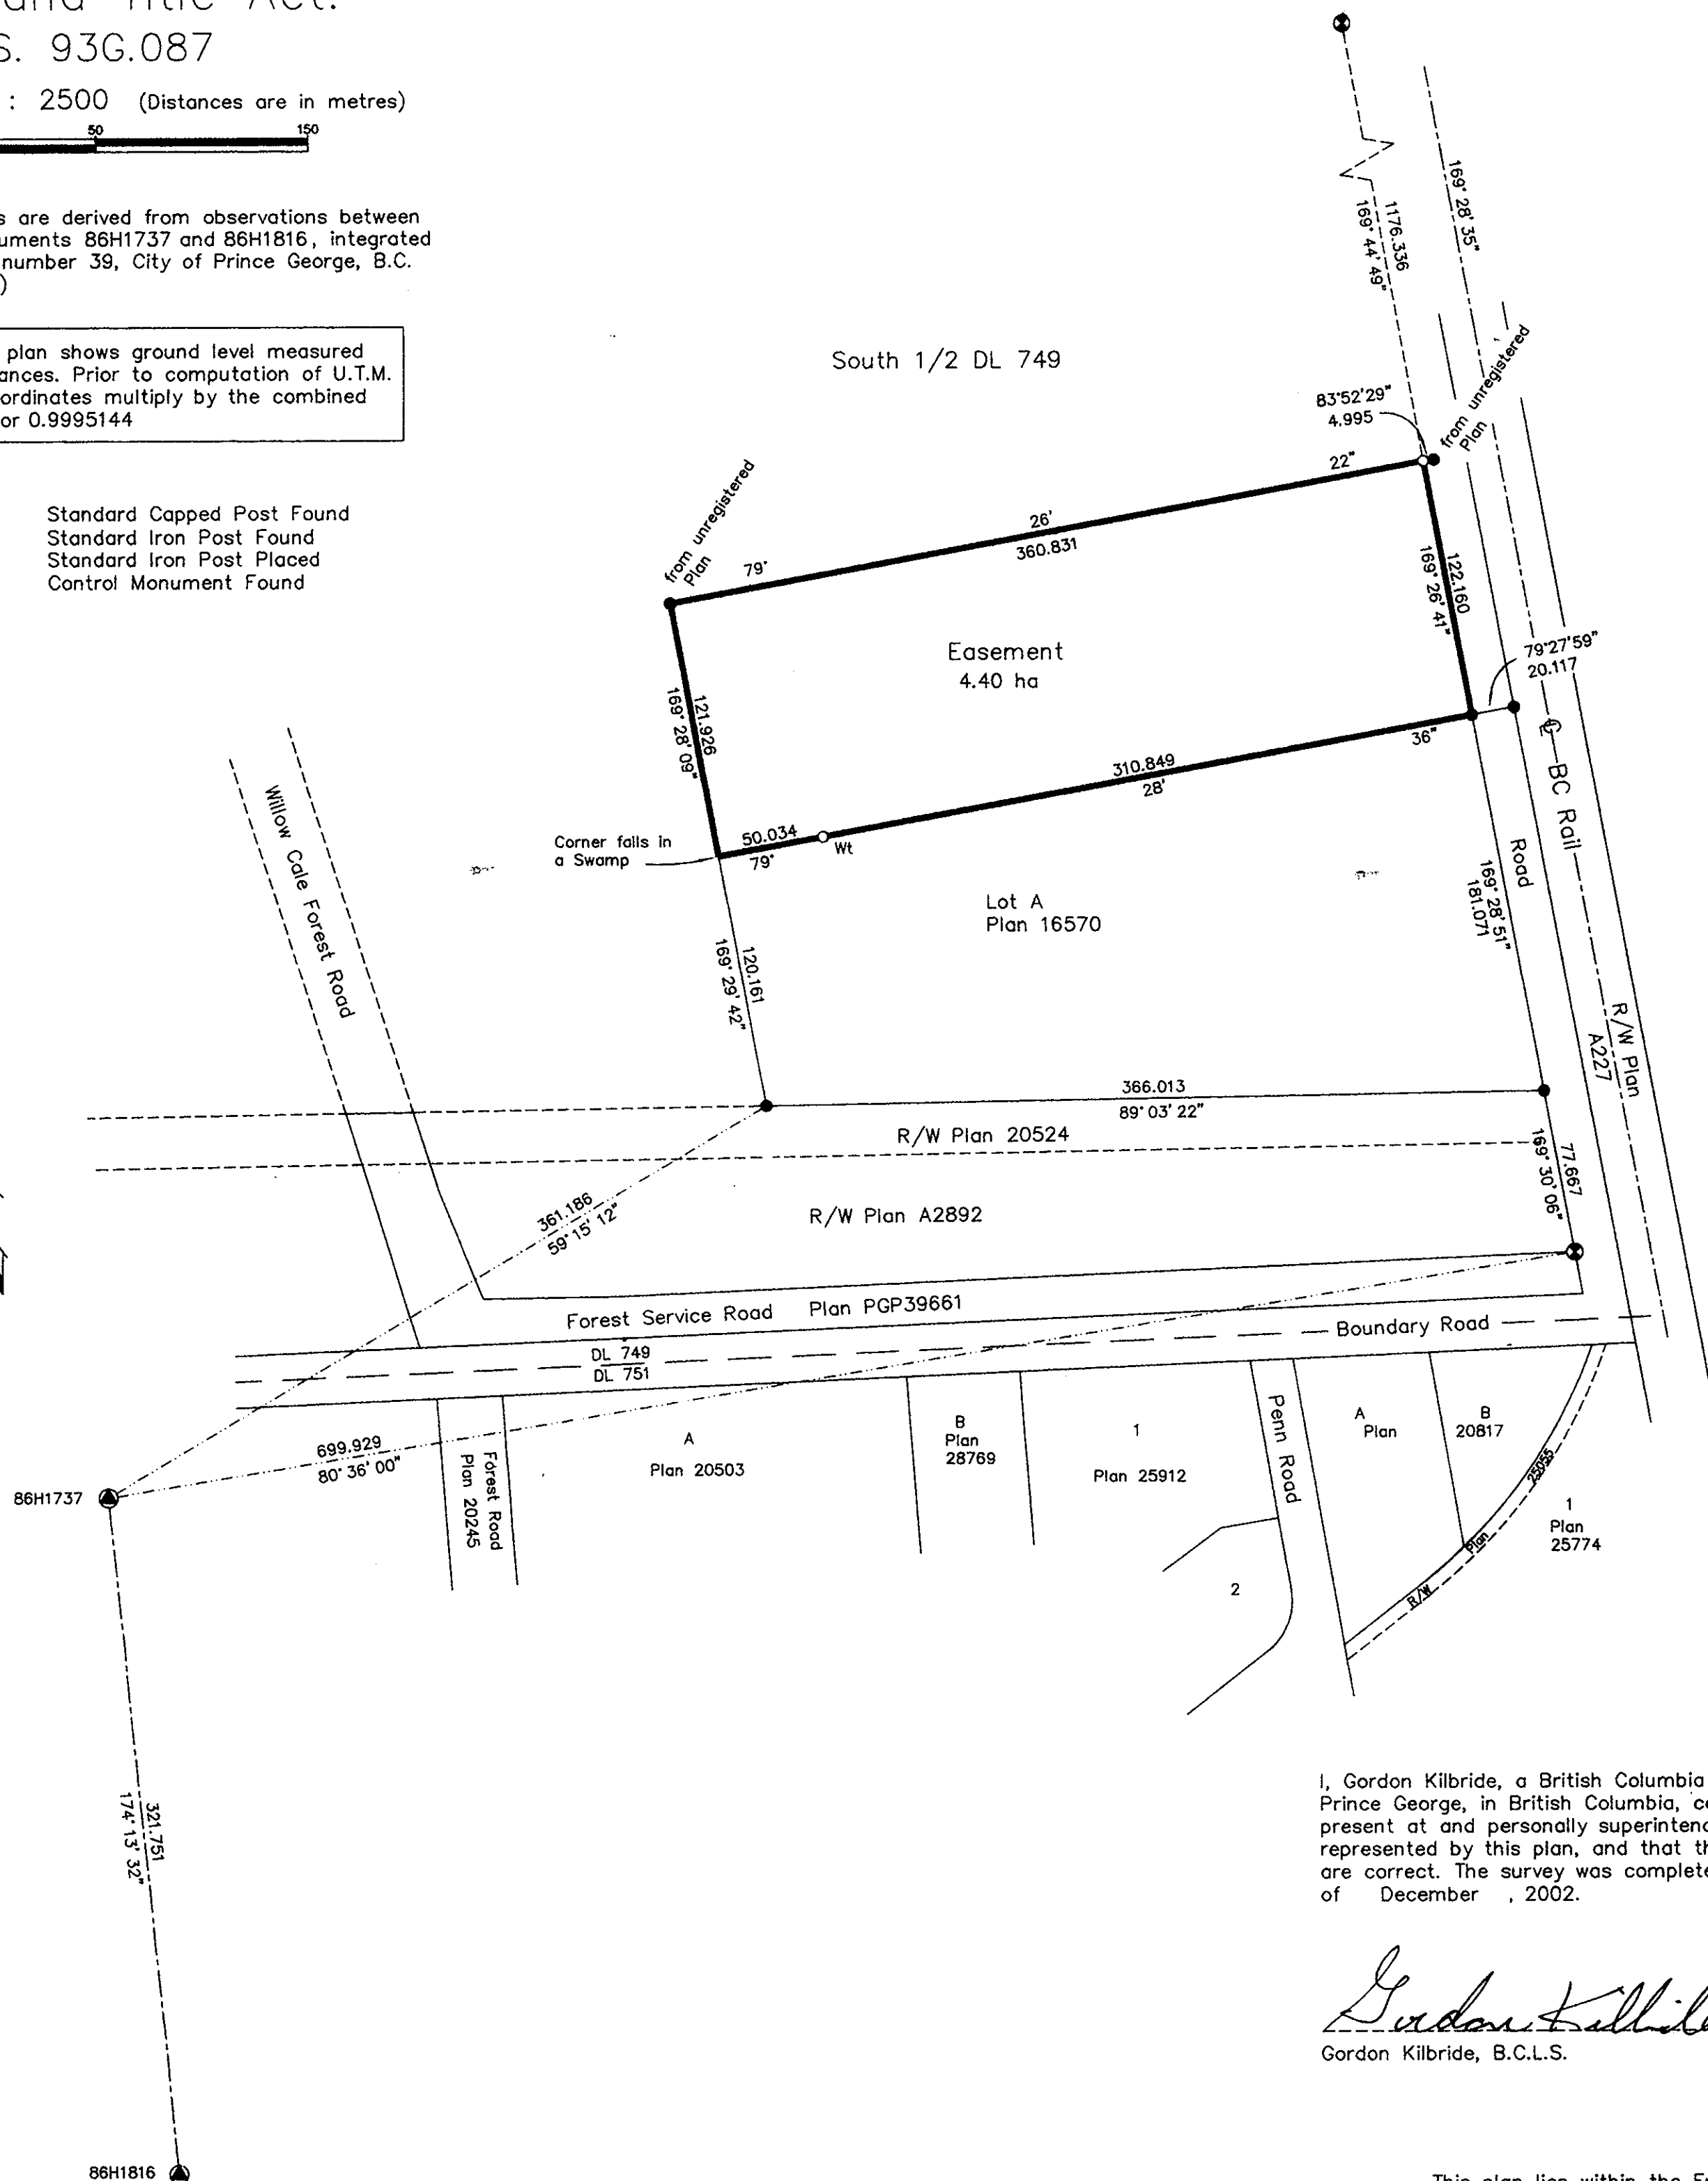 and Title Act.
S. 93G.087
: 2500 (Distances are in metres)
50 150
s are derived from observations between
uments 86H1737 and 86H1816, integrated
number 39, City of Prince George, B.C.
)
plan shows ground level measured
ances. Prior to computation of U.T.M.
ordinates multiply by the combined
or 0.9995144
Standard Capped Post Found
Standard Iron Post Found
Standard Iron Post Placed
Control Monument Found
1176.336
169° 44' 49"
169° 28' 35"
South 1/2 DL 749
83°52'29"
4.995
from unregistered
Plan
from unregistered
Plan
79° 26' 22"
360.831
122.160
169° 26' 41"
Easement
4.40 ha
79°27'59"
20.117
121.926
169° 28' 09"
310.849
79° 28' 36"
50.034
Wt
Corner falls in
a Swamp
Willow Cale Forest Road
Lot A
Plan 16570
Road
169° 28' 51"
181.071
℄ BC Rail
R/W Plan
A227
120.161
169° 29' 42"
366.013
89° 03' 22"
R/W Plan 20524
77.667
169° 30' 06"
361.186
59° 15' 12"
R/W Plan A2892
Forest Service Road Plan PGP39661
Boundary Road
DL 749
DL 751
699.929
80° 36' 00"
86H1737
Forest Road
Plan 20245
A
Plan 20503
B
Plan
28769
1
Plan 25912
Penn Road
A
Plan
B
20817
R/W Plan 25055
1
Plan
25774
2
321.751
174° 13' 32"
86H1816
I, Gordon Kilbride, a British Columbia
Prince George, in British Columbia, ce
present at and personally superintend
represented by this plan, and that th
are correct. The survey was complete
of December , 2002.
Gordon Kilbride
Gordon Kilbride, B.C.L.S.
This plan lies within the F